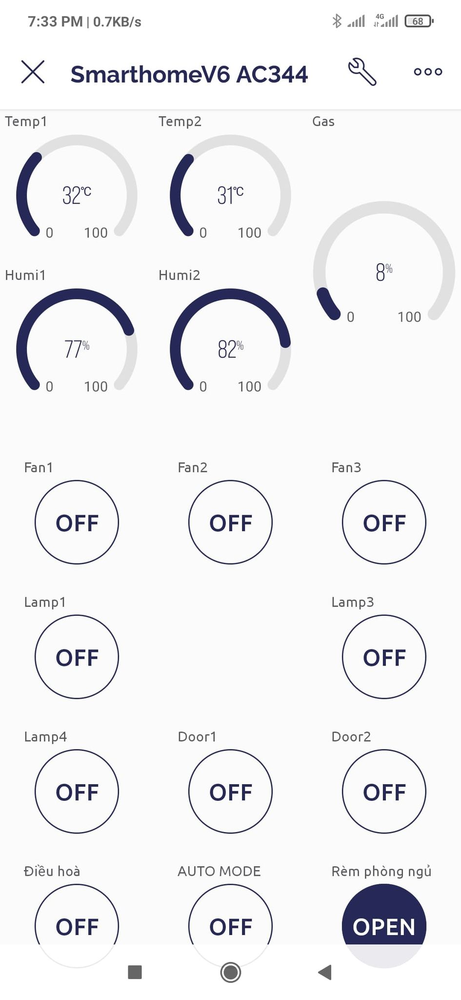 7:33 PM | 0.7KB/s
4G
68
SmarthomeV6 AC344
Temp1
Temp2
Gas
32°C
31°C
0 100
0 100
8%
0 100
Humi1
Humi2
77%
82%
0 100
0 100
Fan1
Fan2
Fan3
OFF
OFF
OFF
Lamp1
Lamp3
OFF
OFF
Lamp4
Door1
Door2
OFF
OFF
OFF
Điều hoà
AUTO MODE
Rèm phòng ngủ
OFF
OFF
OPEN